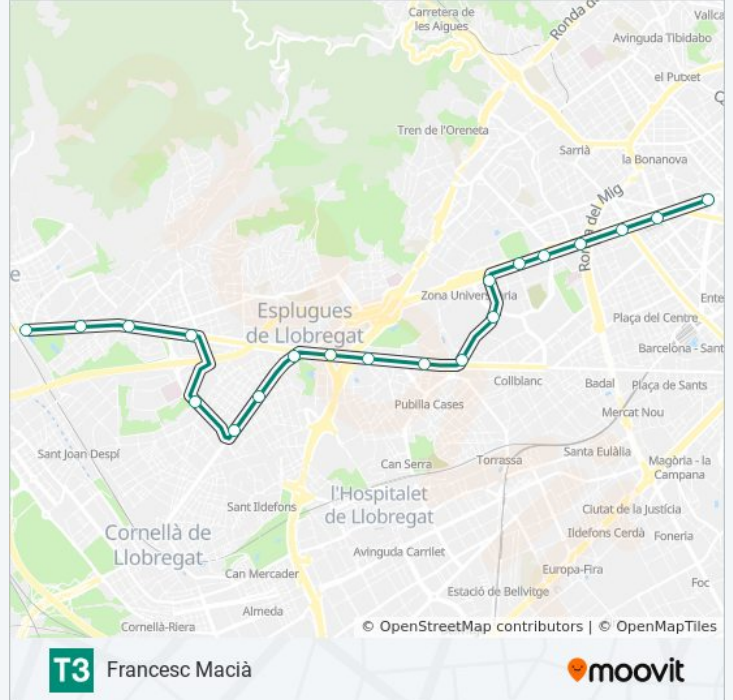 Carretera de
les Aigues
Ronda d
Vallca
Avinguda Tibidabo
el Putxet
Tren de l'Oreneta
Sarrià
la Bonanova
Ronda del Mig
e
Zona Universitària
Esplugues
de Llobregat
Ente
Plaça del Centre
Barcelona - Sant
Collblanc
Badal
Plaça de Sants
Pubilla Cases
Mercat Nou
Sant Joan Despí
Can Serra
Torrassa
Santa Eulàlia
Magòria - la
Campana
Sant Ildefons
l'Hospitalet
de Llobregat
Ciutat de la Justícia
Cornellà de
Llobregat
Ildefons Cerdà
Foneria
Avinguda Carrilet
Can Mercader
Europa-Fira
Foc
Estació de Bellvitge
Almeda
Cornellà-Riera
© OpenStreetMap contributors | © OpenMapTiles
T3 Francesc Macià
moovit